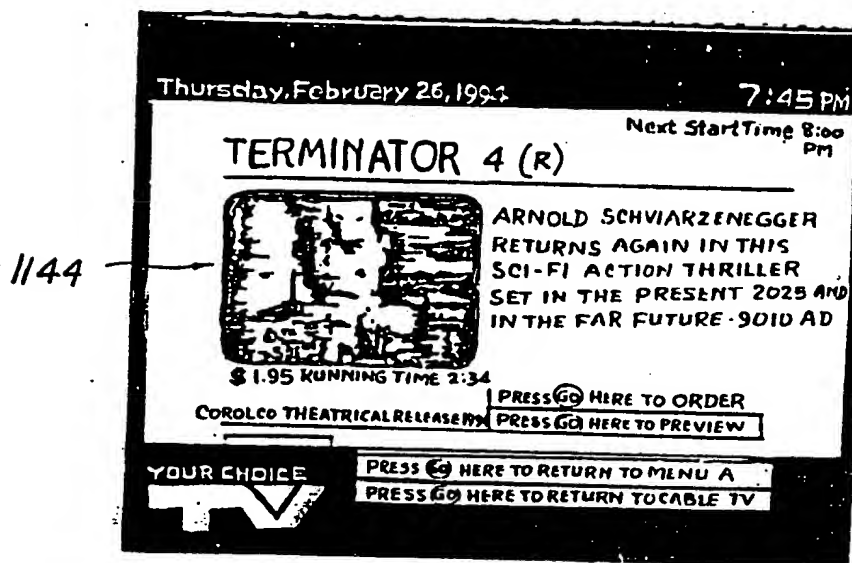 Thursday, February 26, 199
7:45 PM
Next Start Time 8:00
PM
TERMINATOR 4 (R)
ARNOLD SCHVIARZENEGGER
RETURNS AGAIN IN THIS
SCI-FI ACTION THRILLER
SET IN THE PRESENT 2025 AND
IN THE FAR FUTURE - 9010 AD
1144
$ 1.95 RUNNING TIME 2:34
PRESS GO HERE TO ORDER
COROLCO THEATRICAL RELEASE
PRESS GO HERE TO PREVIEW
YOUR CHOICE
TV
PRESS GO HERE TO RETURN TO MENU A
PRESS GO HERE TO RETURN TO CABLE TV